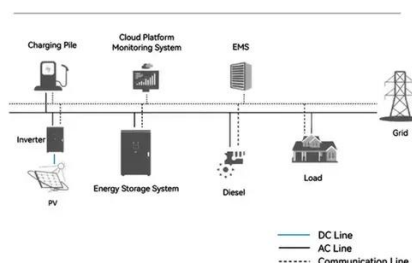 Cloud Platform
Charging Pile
Monitoring System
EMS
Inverter
Grid
Energy Storage System
Diesel
Load
PV
DC Line
AC Line
Communication Line